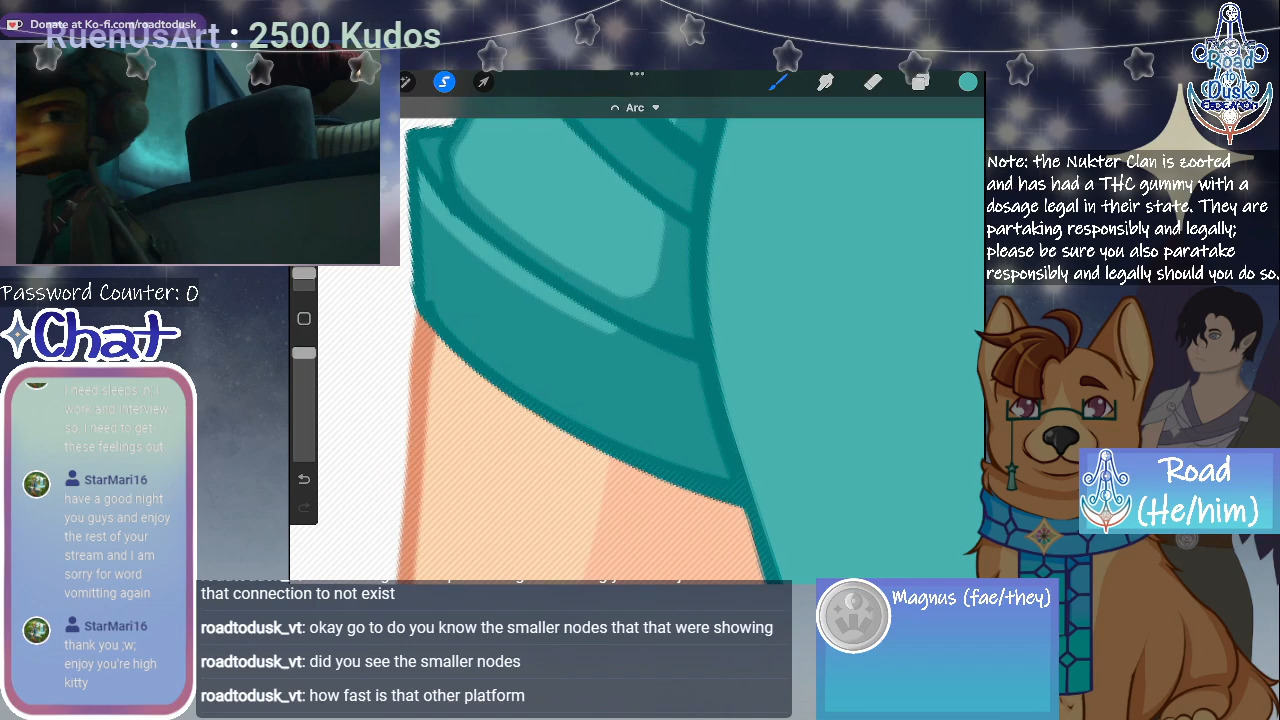 Donate at Ko-fi.com/roadtodusk
RuenUsArt : 2500 Kudos
Arc
Road
to
Dusk
Note: the Nukter Clan is zooted
and has had a THC gummy with a
dosage legal in their state. They are
partaking responsibly and legally;
please be sure you also paratake
responsibly and legally should you do so.
Password Counter: 0
Chat
I need sleeps n I
work and interview
so. I need to get
these feelings out
StarMari16
have a good night
you guys and enjoy
the rest of your
stream and I am
sorry for word
vomitting again
StarMari16
thank you ;w;
enjoy you're high
kitty
that connection to not exist
roadtodusk_vt: okay go to do you know the smaller nodes that that were showing
roadtodusk_vt: did you see the smaller nodes
roadtodusk_vt: how fast is that other platform
Road
(He/him)
Magnus (fae/they)